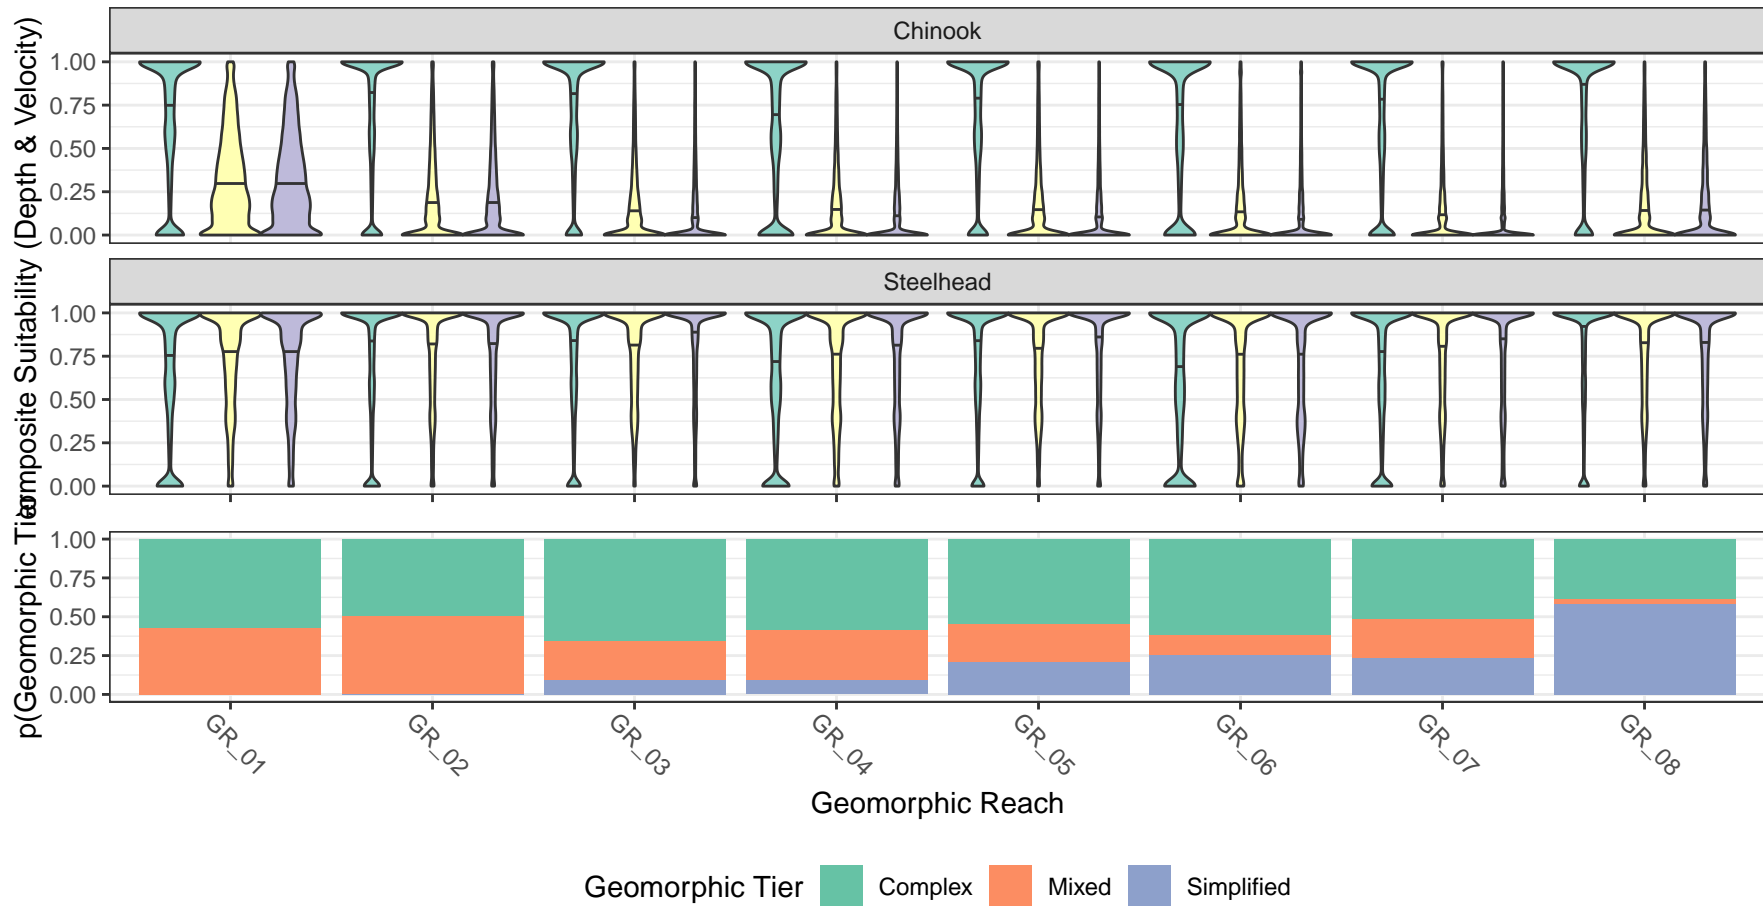 Chinook
1.00
0.75
0.50
0.25
0.00
Steelhead
1.00
0.75
0.50
0.25
0.00
omposite Suitability (Depth & Velocity)
1.00
0.75
0.50
0.25
0.00
p(Geomorphic Tier
GR_01
GR_02
GR_03
GR_04
GR_05
GR_06
GR_07
GR_08
Geomorphic Reach
Geomorphic Tier
Complex
Mixed
Simplified